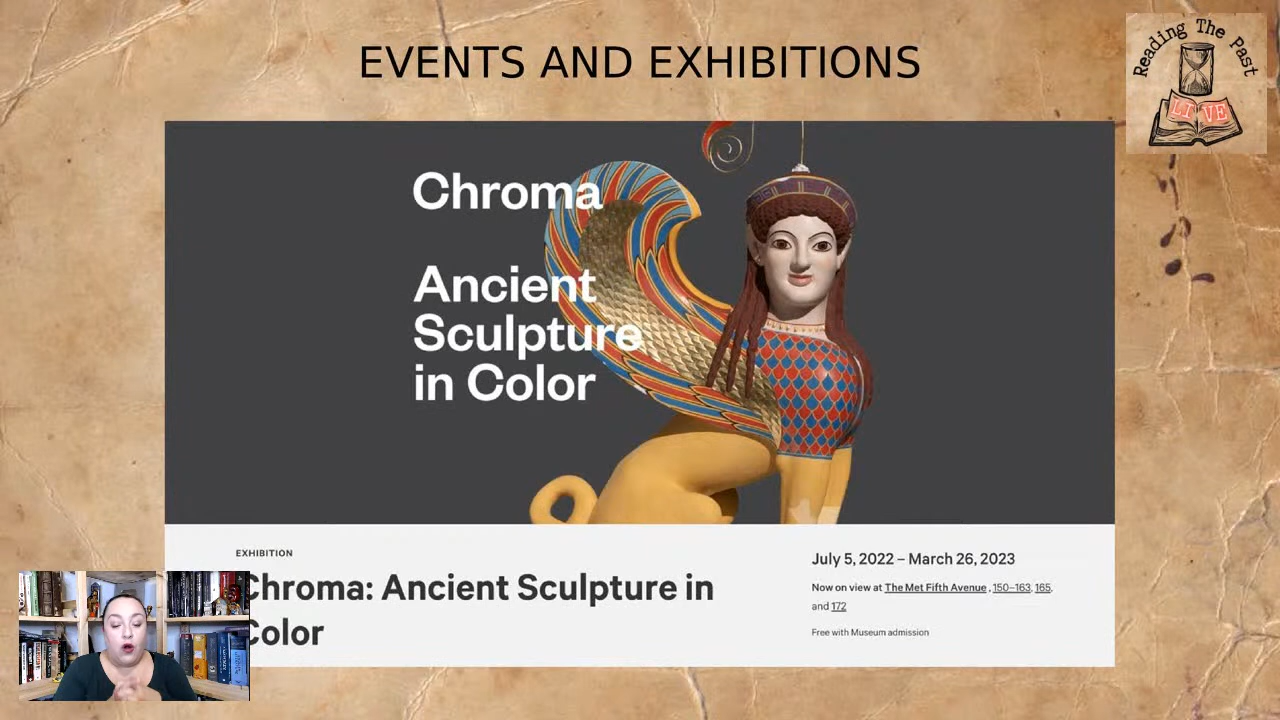 EVENTS AND EXHIBITIONS
Reading The Past
LIVE
Chroma
Ancient
Sculpture
in Color
EXHIBITION
Chroma: Ancient Sculpture in
Color
July 5, 2022 – March 26, 2023
Now on view at The Met Fifth Avenue , 150–163, 165,
and 172
Free with Museum admission